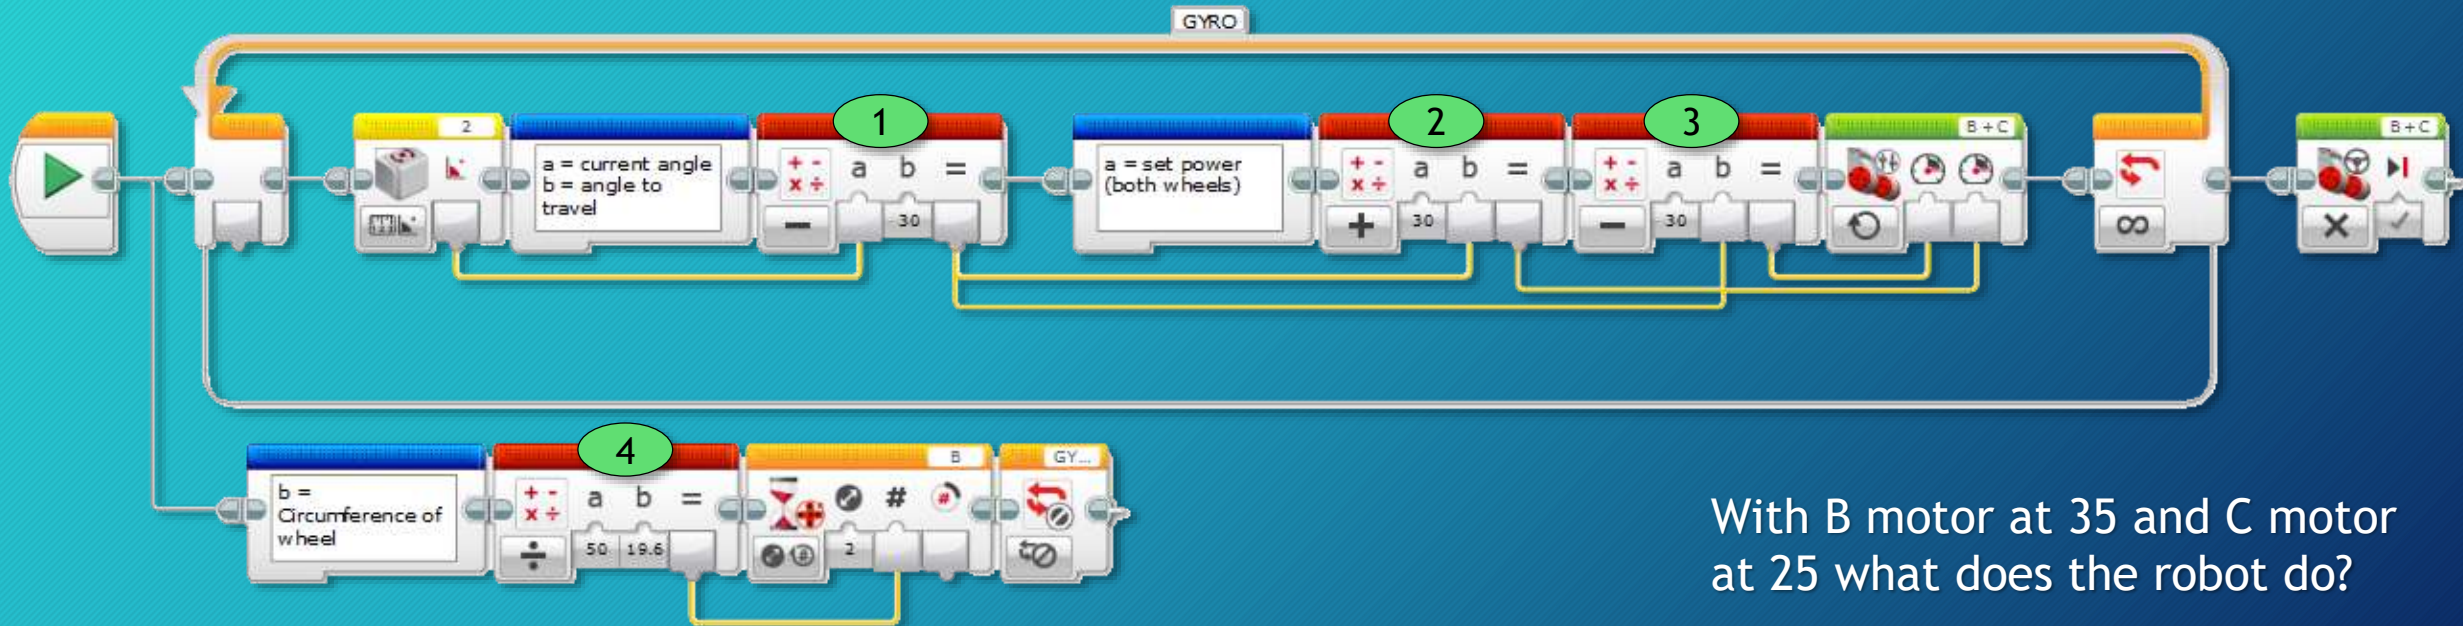 GYRO
1
2
3
2
B + C
B + C
a = current angle
b = angle to
travel
+ -
x ÷
a b =
30
a = set power
(both wheels)
+ -
x ÷
a b =
30
+ -
x ÷
a b =
30
4
B
GY...
b =
Circumference of
wheel
+ -
x ÷
a b =
50 19.6
#
#
2
With B motor at 35 and C motor
at 25 what does the robot do?